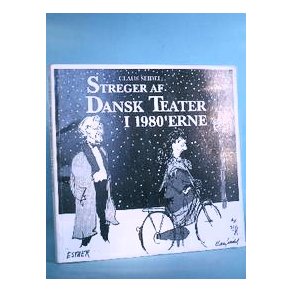 CLAUS SEIDEL
STREGER AF
DANSK TEATER
I 1980'ERNE
ESTHER